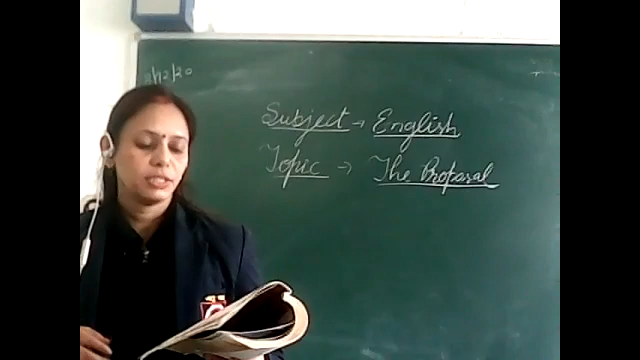 Subject → English
Topic → The Proposal